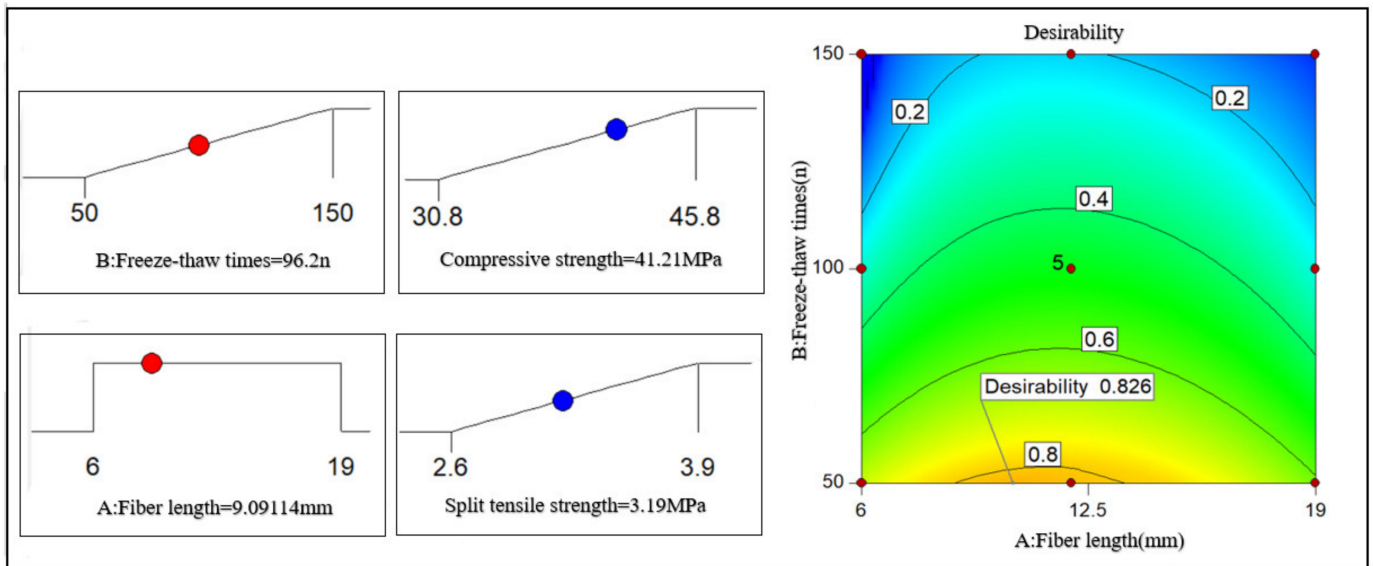 50
150
B:Freeze-thaw times=96.2n
30.8
45.8
Compressive strength=41.21MPa
6
19
A:Fiber length=9.09114mm
2.6
3.9
Split tensile strength=3.19MPa
Desirability
150
0.2
0.2
0.4
B:Freeze-thaw times(n)
100
5
0.6
Desirability 0.826
0.8
50
6
12.5
19
A:Fiber length(mm)